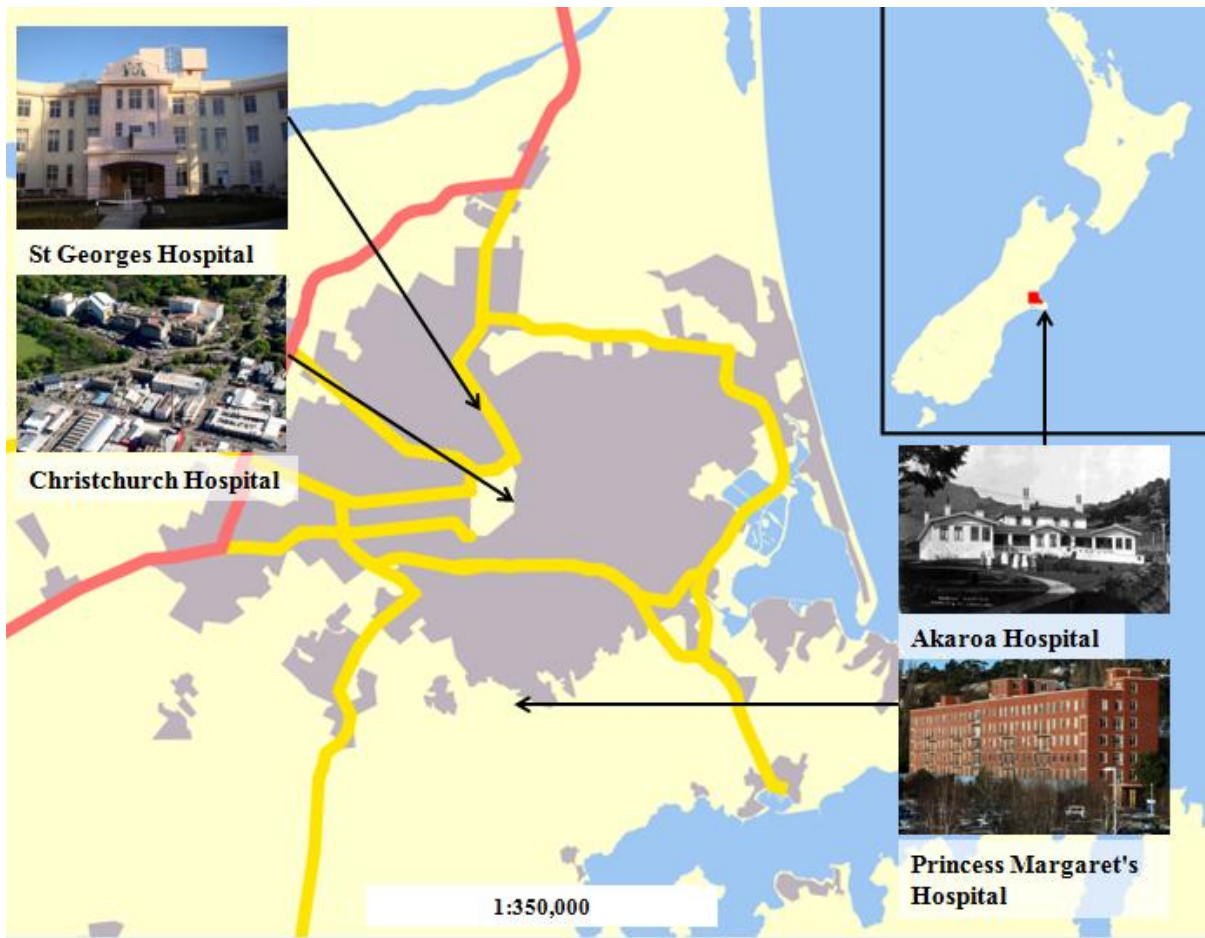 St Georges Hospital
Christchurch Hospital
Akaroa Hospital
Princess Margaret's
Hospital
1:350,000